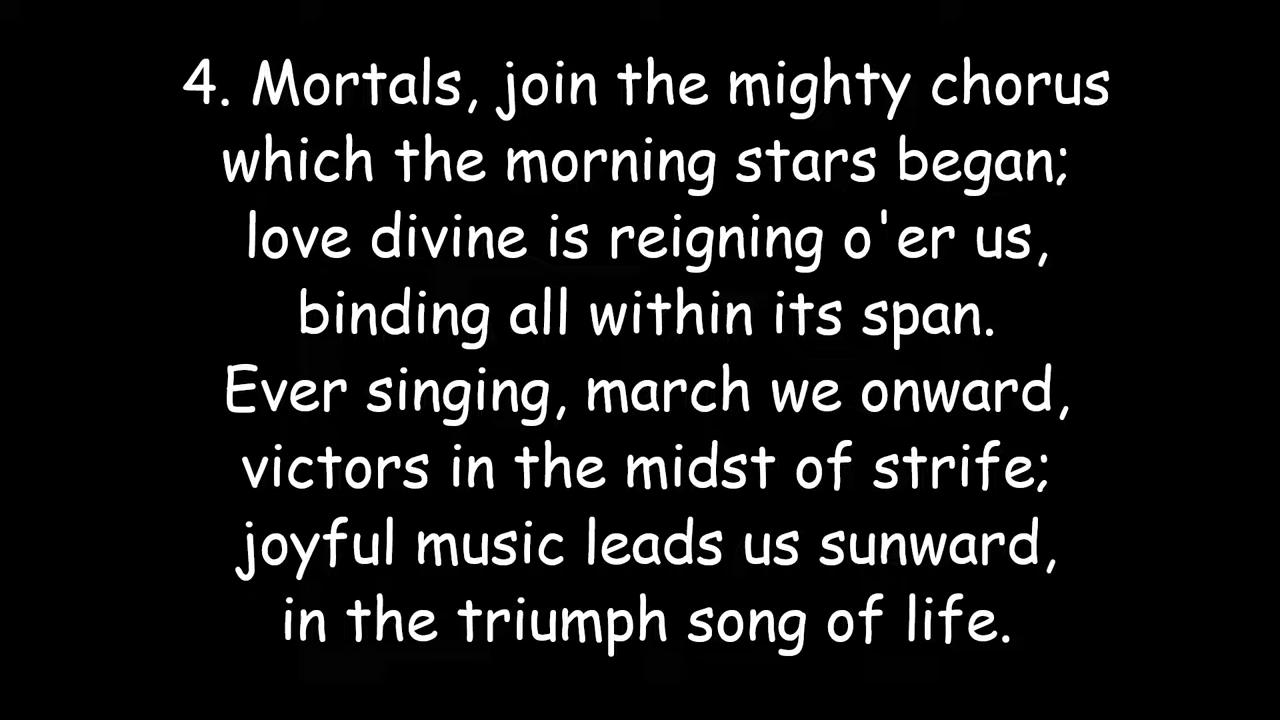 4. Mortals, join the mighty chorus
which the morning stars began;
love divine is reigning o'er us,
binding all within its span.
Ever singing, march we onward,
victors in the midst of strife;
joyful music leads us sunward,
in the triumph song of life.